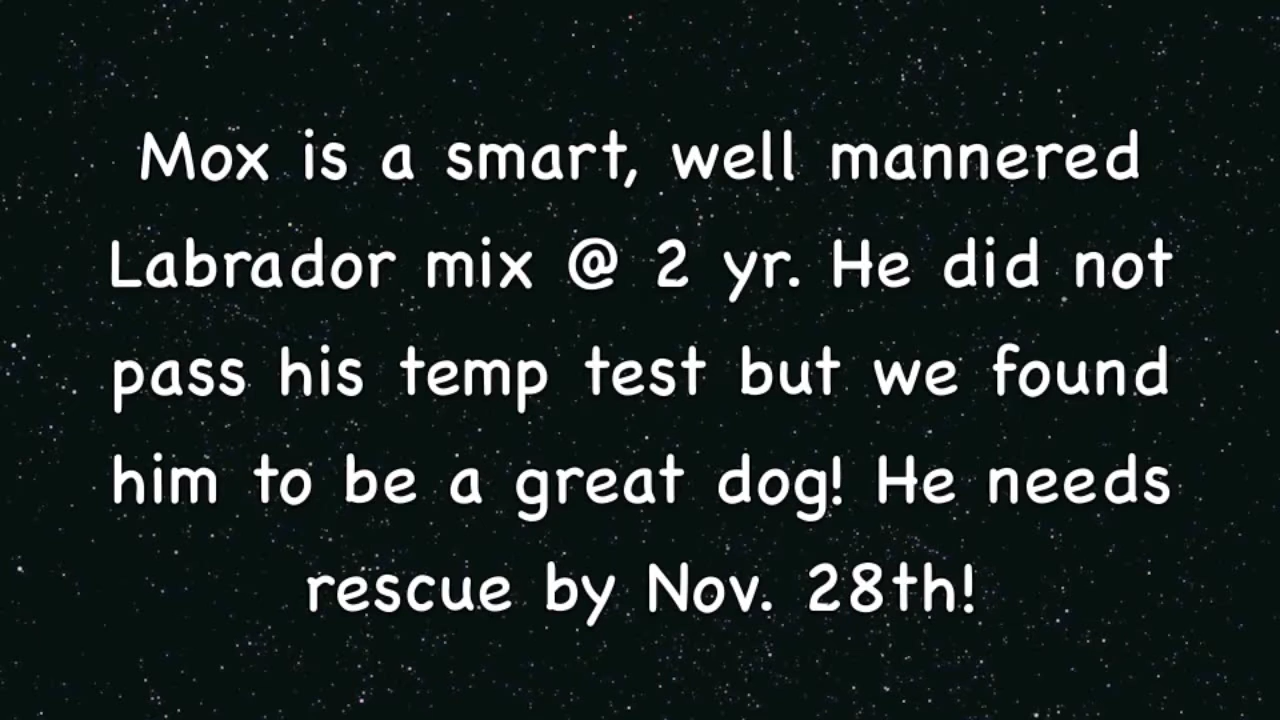 Mox is a smart, well mannered
Labrador mix @ 2 yr. He did not
pass his temp test but we found
him to be a great dog! He needs
rescue by Nov. 28th!